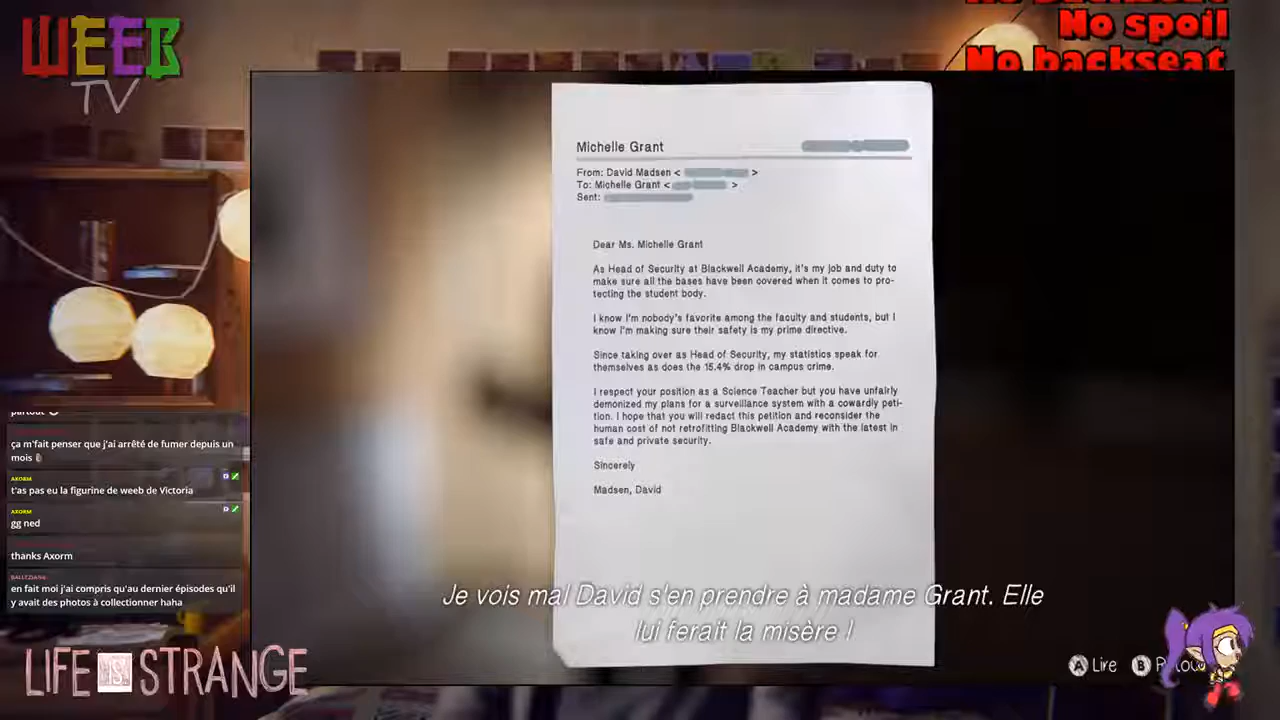 WEEB
TV
No spoil
No backseat
Michelle Grant
From: David Madsen < >
To: Michelle Grant < >
Sent:
Dear Ms. Michelle Grant
As Head of Security at Blackwell Academy, it's my job and duty to
make sure all the bases have been covered when it comes to pro-
tecting the student body.
I know I'm nobody's favorite among the faculty and students, but I
know I'm making sure their safety is my prime directive.
Since taking over as Head of Security, my statistics speak for
themselves as does the 15.4% drop in campus crime.
I respect your position as a Science Teacher but you have unfairly
demonized my plans for a surveillance system with a cowardly peti-
tion. I hope that you will redact this petition and reconsider the
human cost of not retrofitting Blackwell Academy with the latest in
safe and private security.
Sincerely
Madsen, David
partout
ça m'fait penser que j'ai arrêté de fumer depuis un
mois
AXORM
t'as pas eu la figurine de weeb de Victoria
AXORM
gg ned
thanks Axorm
en fait moi j'ai compris qu'au dernier épisodes qu'il
y avait des photos à collectionner haha
Je vois mal David s'en prendre à madame Grant. Elle
lui ferait la misère !
LIFE IS STRANGE
A Lire B